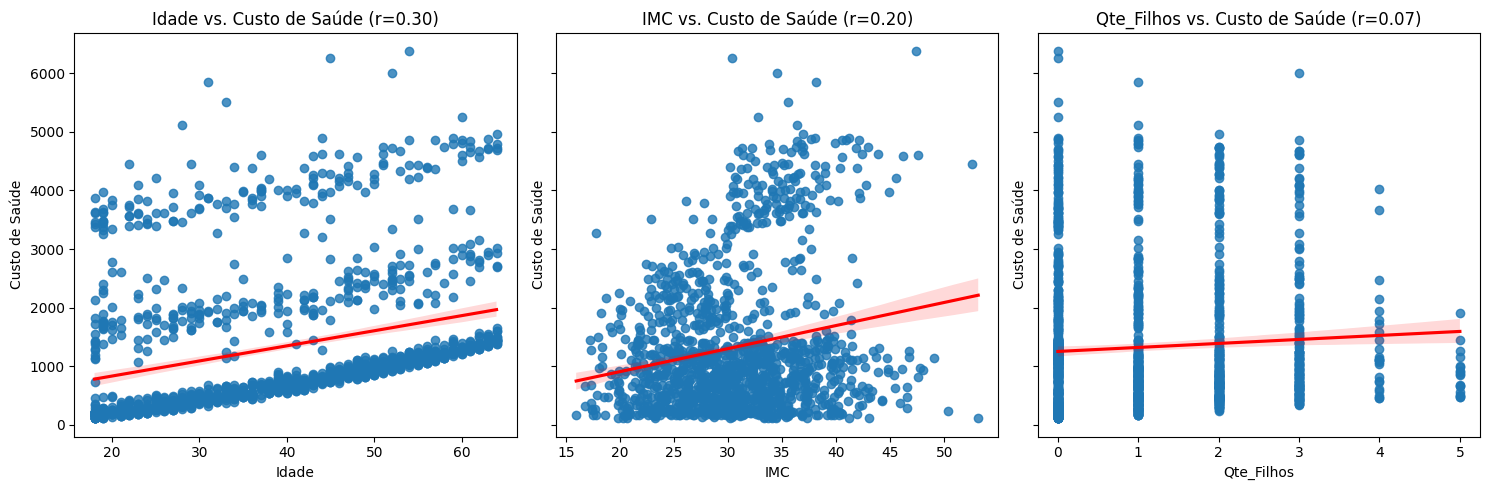 Idade vs. Custo de Saúde (r=0.30)
Custo de Saúde
6000
5000
4000
3000
2000
1000
0
20 30 40 50 60
Idade
IMC vs. Custo de Saúde (r=0.20)
Custo de Saúde
15 20 25 30 35 40 45 50
IMC
Qte_Filhos vs. Custo de Saúde (r=0.07)
Custo de Saúde
0 1 2 3 4 5
Qte_Filhos